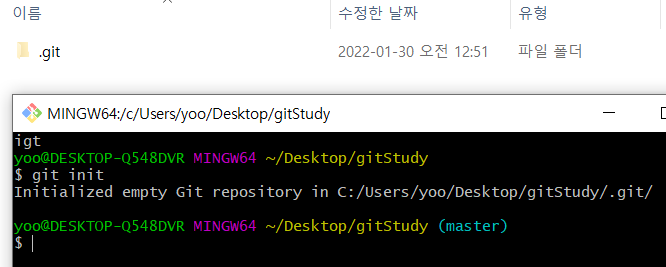 이름 수정한 날짜 유형
.git 2022-01-30 오전 12:51 파일 폴더
MINGW64:/c/Users/yoo/Desktop/gitStudy
igt
yoo@DESKTOP-Q548DVR MINGW64 ~/Desktop/gitStudy
$ git init
Initialized empty Git repository in C:/Users/yoo/Desktop/gitStudy/.git/
yoo@DESKTOP-Q548DVR MINGW64 ~/Desktop/gitStudy (master)
$